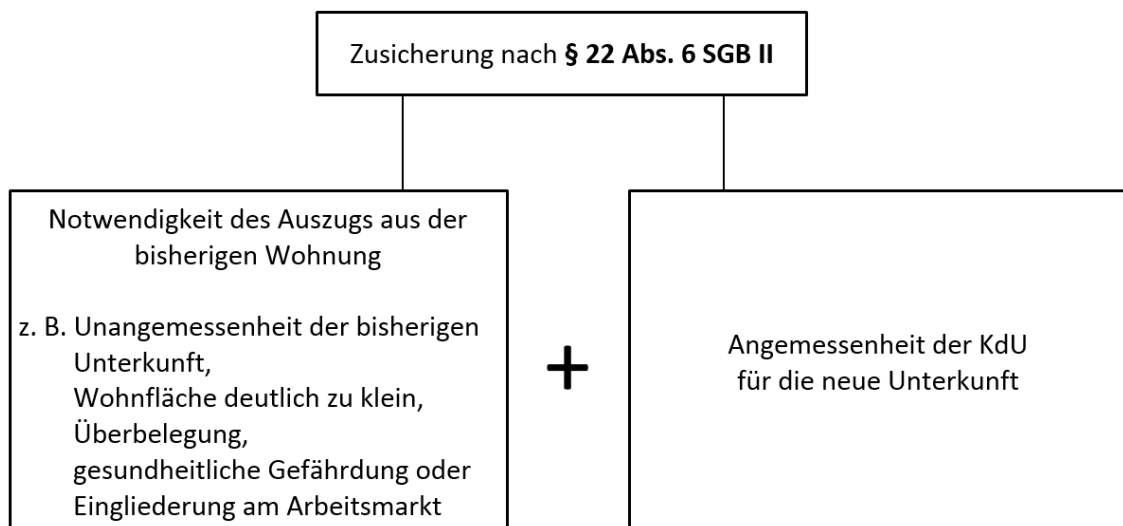 Zusicherung nach § 22 Abs. 6 SGB II
Notwendigkeit des Auszugs aus der
bisherigen Wohnung
z. B. Unangemessenheit der bisherigen
Unterkunft,
Wohnfläche deutlich zu klein,
Überbelegung,
gesundheitliche Gefährdung oder
Eingliederung am Arbeitsmarkt
+
Angemessenheit der KdU
für die neue Unterkunft